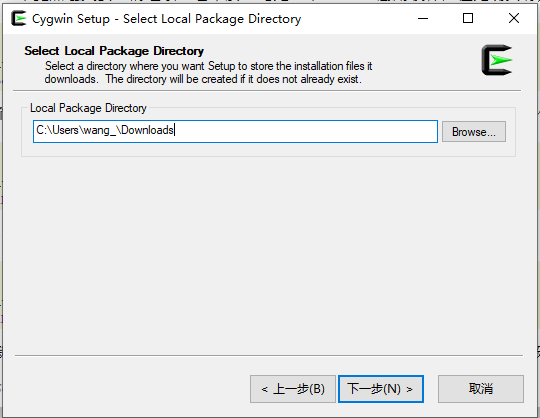 Cygwin Setup - Select Local Package Directory
Select Local Package Directory
Select a directory where you want Setup to store the installation files it
downloads. The directory will be created if it does not already exist.
Local Package Directory
C:\Users\wang_\Downloads
Browse...
< 上一步(B)
下一步(N) >
取消